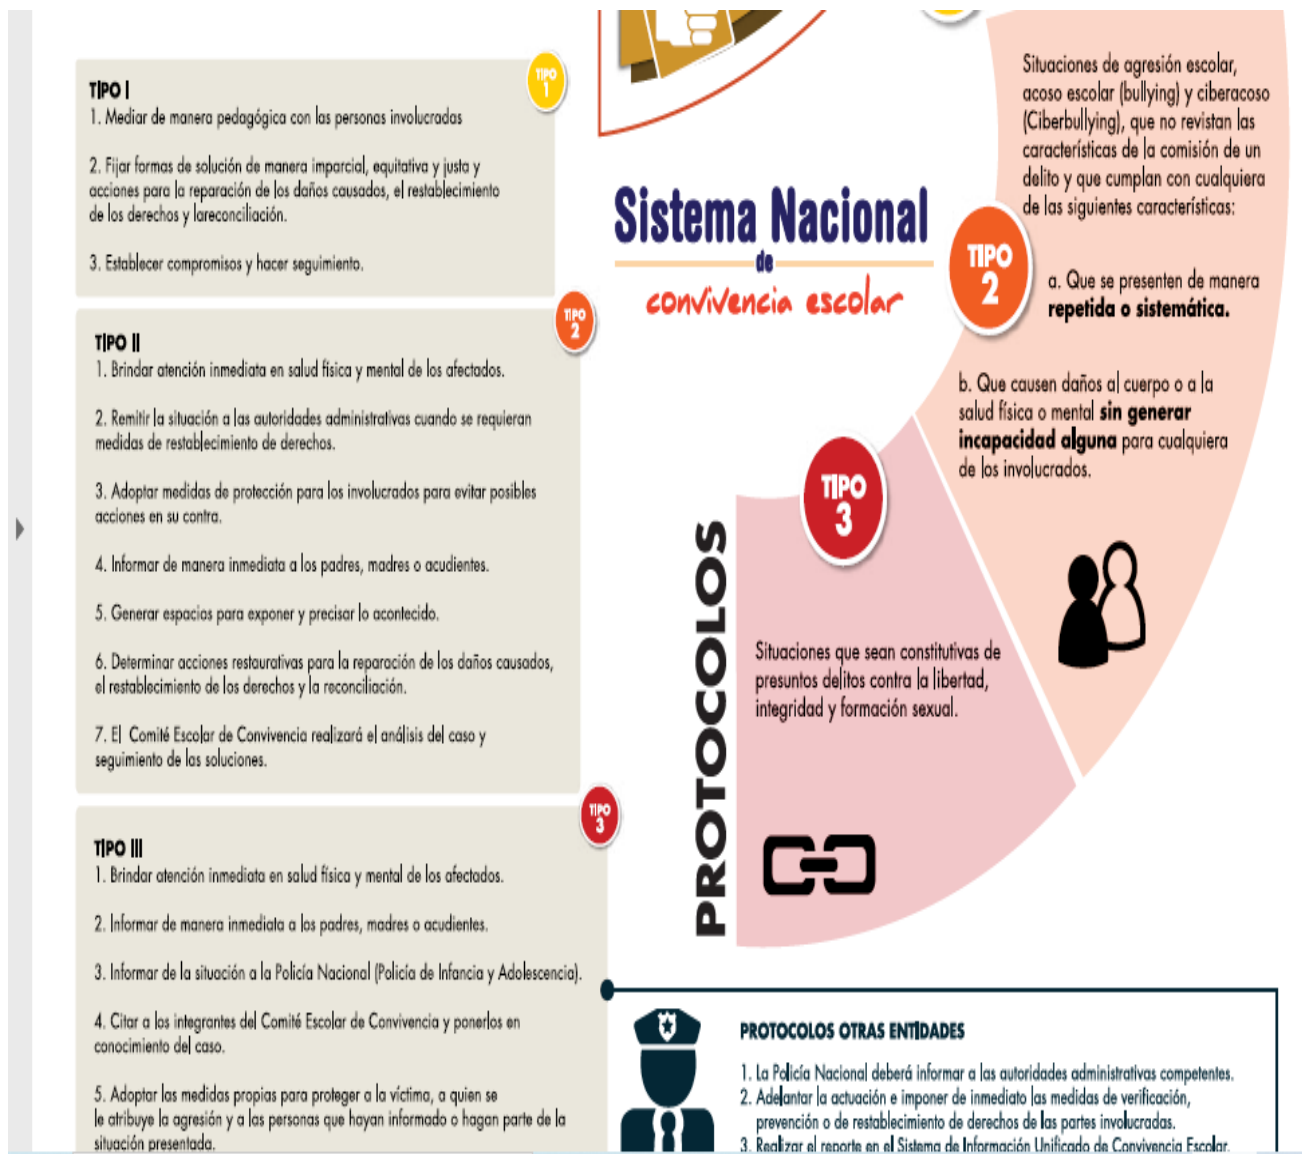 TIPO
1
TIPO I
1. Mediar de manera pedagógica con las personas involucradas
2. Fijar formas de solución de manera imparcial, equitativa y justa y
acciones para la reparación de los daños causados, el restablecimiento
de los derechos y lareconciliación.
3. Establecer compromisos y hacer seguimiento.
TIPO
2
TIPO II
1. Brindar atención inmediata en salud física y mental de los afectados.
2. Remitir la situación a las autoridades administrativas cuando se requieran
medidas de restablecimiento de derechos.
3. Adoptar medidas de protección para los involucrados para evitar posibles
acciones en su contra.
4. Informar de manera inmediata a los padres, madres o acudientes.
5. Generar espacios para exponer y precisar lo acontecido.
6. Determinar acciones restaurativas para la reparación de los daños causados,
el restablecimiento de los derechos y la reconciliación.
7. El Comité Escolar de Convivencia realizará el análisis del caso y
seguimiento de las soluciones.
TIPO
3
TIPO III
1. Brindar atención inmediata en salud física y mental de los afectados.
2. Informar de manera inmediata a los padres, madres o acudientes.
3. Informar de la situación a la Policía Nacional (Policía de Infancia y Adolescencia).
4. Citar a los integrantes del Comité Escolar de Convivencia y ponerlos en
conocimiento del caso.
5. Adoptar las medidas propias para proteger a la víctima, a quien se
le atribuye la agresión y a las personas que hayan informado o hagan parte de la
situación presentada.
Sistema Nacional
de
convivencia escolar
Situaciones de agresión escolar,
acoso escolar (bullying) y ciberacoso
(Ciberbullying), que no revistan las
características de la comisión de un
delito y que cumplan con cualquiera
de las siguientes características:
TIPO
2
a. Que se presenten de manera
repetida o sistemática.
b. Que causen daños al cuerpo o a la
salud física o mental sin generar
incapacidad alguna para cualquiera
de los involucrados.
TIPO
3
Situaciones que sean constitutivas de
presuntos delitos contra la libertad,
integridad y formación sexual.
PROTOCOLOS
PROTOCOLOS OTRAS ENTIDADES
1. La Policía Nacional deberá informar a las autoridades administrativas competentes.
2. Adelantar la actuación e imponer de inmediato las medidas de verificación,
prevención o de restablecimiento de derechos de las partes involucradas.
3. Realizar el reporte en el Sistema de Información Unificado de Convivencia Escolar.